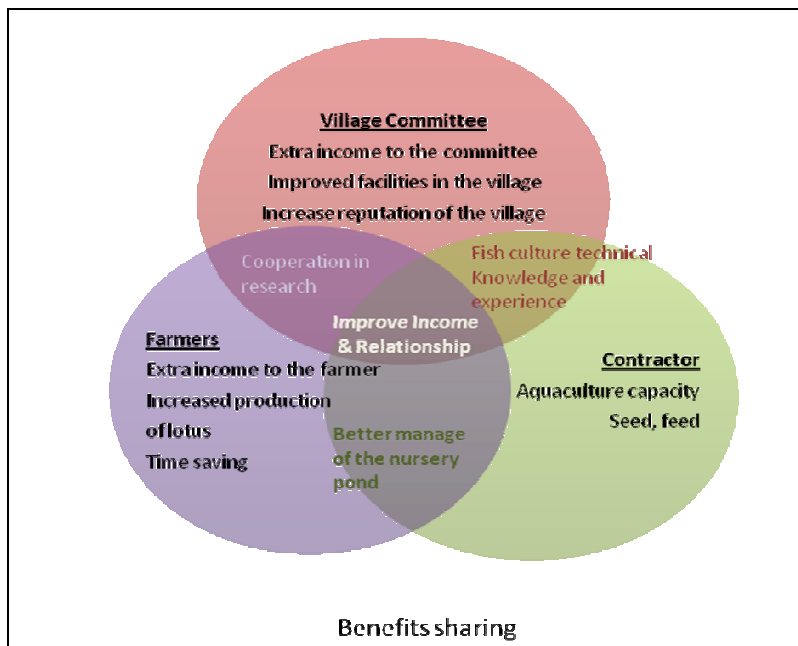 Village Committee
Extra income to the committee
Improved facilities in the village
Increase reputation of the village
Cooperation in
research
Fish culture technical
Knowledge and
experience
Improve Income
& Relationship
Farmers
Extra income to the farmer
Increased production
of lotus
Time saving
Contractor
Aquaculture capacity
Seed, feed
Better manage
of the nursery
pond
Benefits sharing